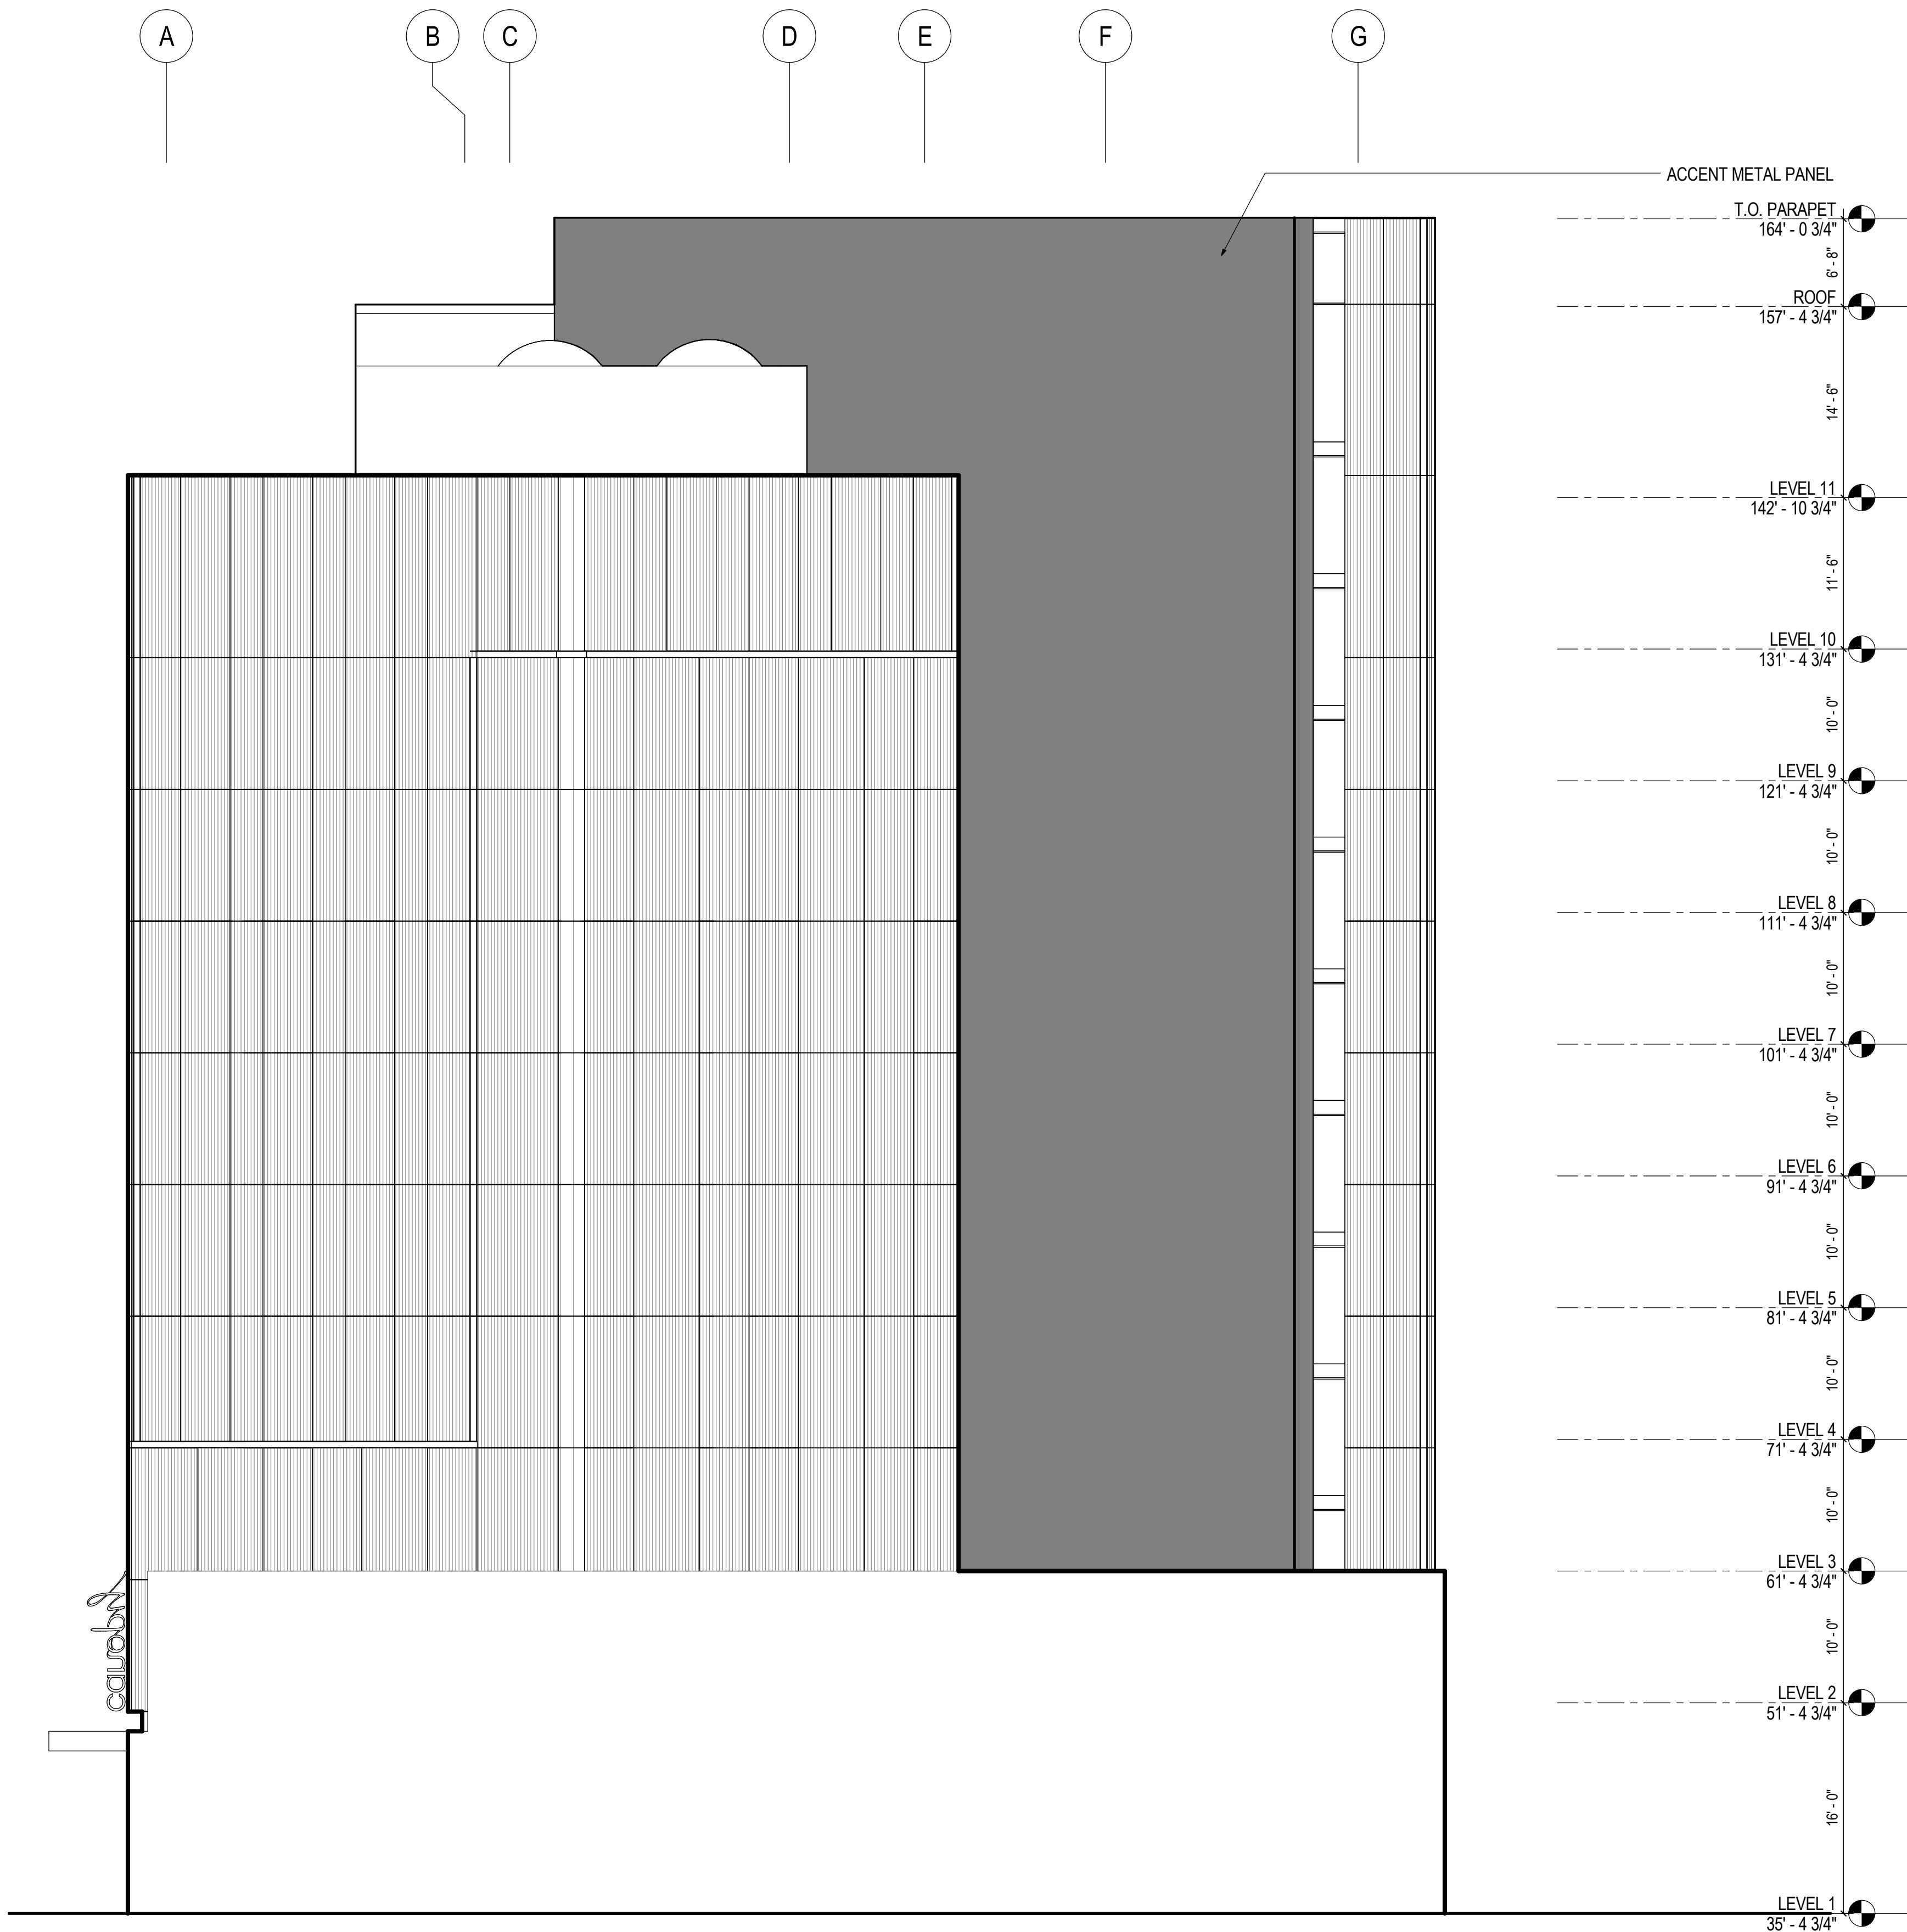 A
B
C
D
E
F
G
ACCENT METAL PANEL
T.O. PARAPET
164' - 0 3/4"
6' - 8"
ROOF
157' - 4 3/4"
14' - 6"
LEVEL 11
142' - 10 3/4"
11' - 6"
LEVEL 10
131' - 4 3/4"
10' - 0"
LEVEL 9
121' - 4 3/4"
10' - 0"
LEVEL 8
111' - 4 3/4"
10' - 0"
LEVEL 7
101' - 4 3/4"
10' - 0"
LEVEL 6
91' - 4 3/4"
10' - 0"
LEVEL 5
81' - 4 3/4"
10' - 0"
LEVEL 4
71' - 4 3/4"
10' - 0"
LEVEL 3
61' - 4 3/4"
10' - 0"
LEVEL 2
51' - 4 3/4"
16' - 0"
LEVEL 1
35' - 4 3/4"